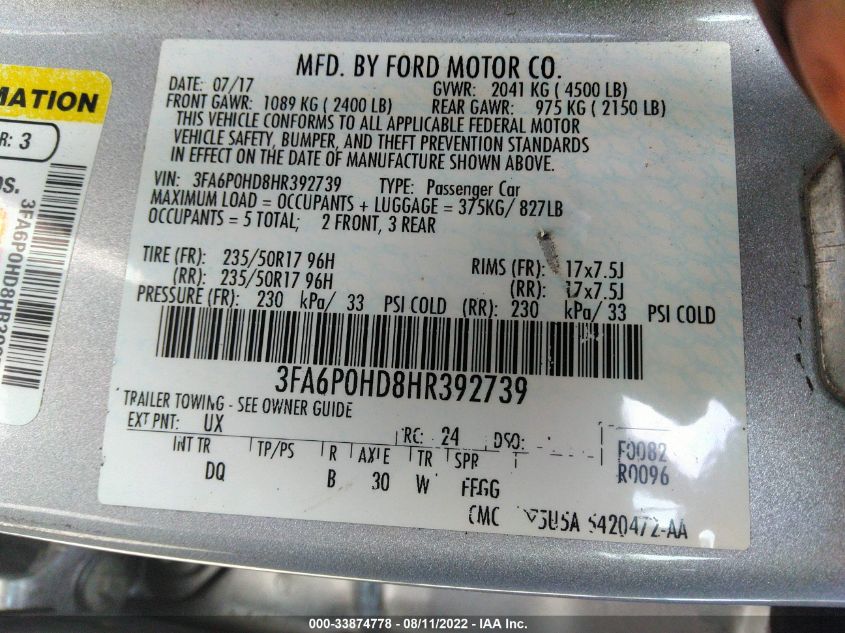 MFD. BY FORD MOTOR CO.
DATE: 07/17 GVWR: 2041 KG ( 4500 LB)
FRONT GAWR: 1089 KG ( 2400 LB) REAR GAWR: 975 KG ( 2150 LB)
THIS VEHICLE CONFORMS TO ALL APPLICABLE FEDERAL MOTOR
VEHICLE SAFETY, BUMPER, AND THEFT PREVENTION STANDARDS
IN EFFECT ON THE DATE OF MANUFACTURE SHOWN ABOVE.
VIN: 3FA6P0HD8HR392739 TYPE: Passenger Car
MAXIMUM LOAD = OCCUPANTS + LUGGAGE = 375KG/ 827LB
OCCUPANTS = 5 TOTAL; 2 FRONT, 3 REAR
TIRE (FR): 235/50R17 96H RIMS (FR): 17x7.5J
(RR): 235/50R17 96H (RR): 17x7.5J
PRESSURE (FR): 230 kPa/ 33 PSI COLD (RR): 230 kPa/ 33 PSI COLD
3FA6P0HD8HR392739
TRAILER TOWING - SEE OWNER GUIDE
EXT PNT: UX RC: 24 DSO: F0082
INT TR TP/PS R AXLE TR SPR R0096
DQ B 30 W FFGG
CMC
MATION
R: 3
000-33874778 - 08/11/2022 - IAA Inc.